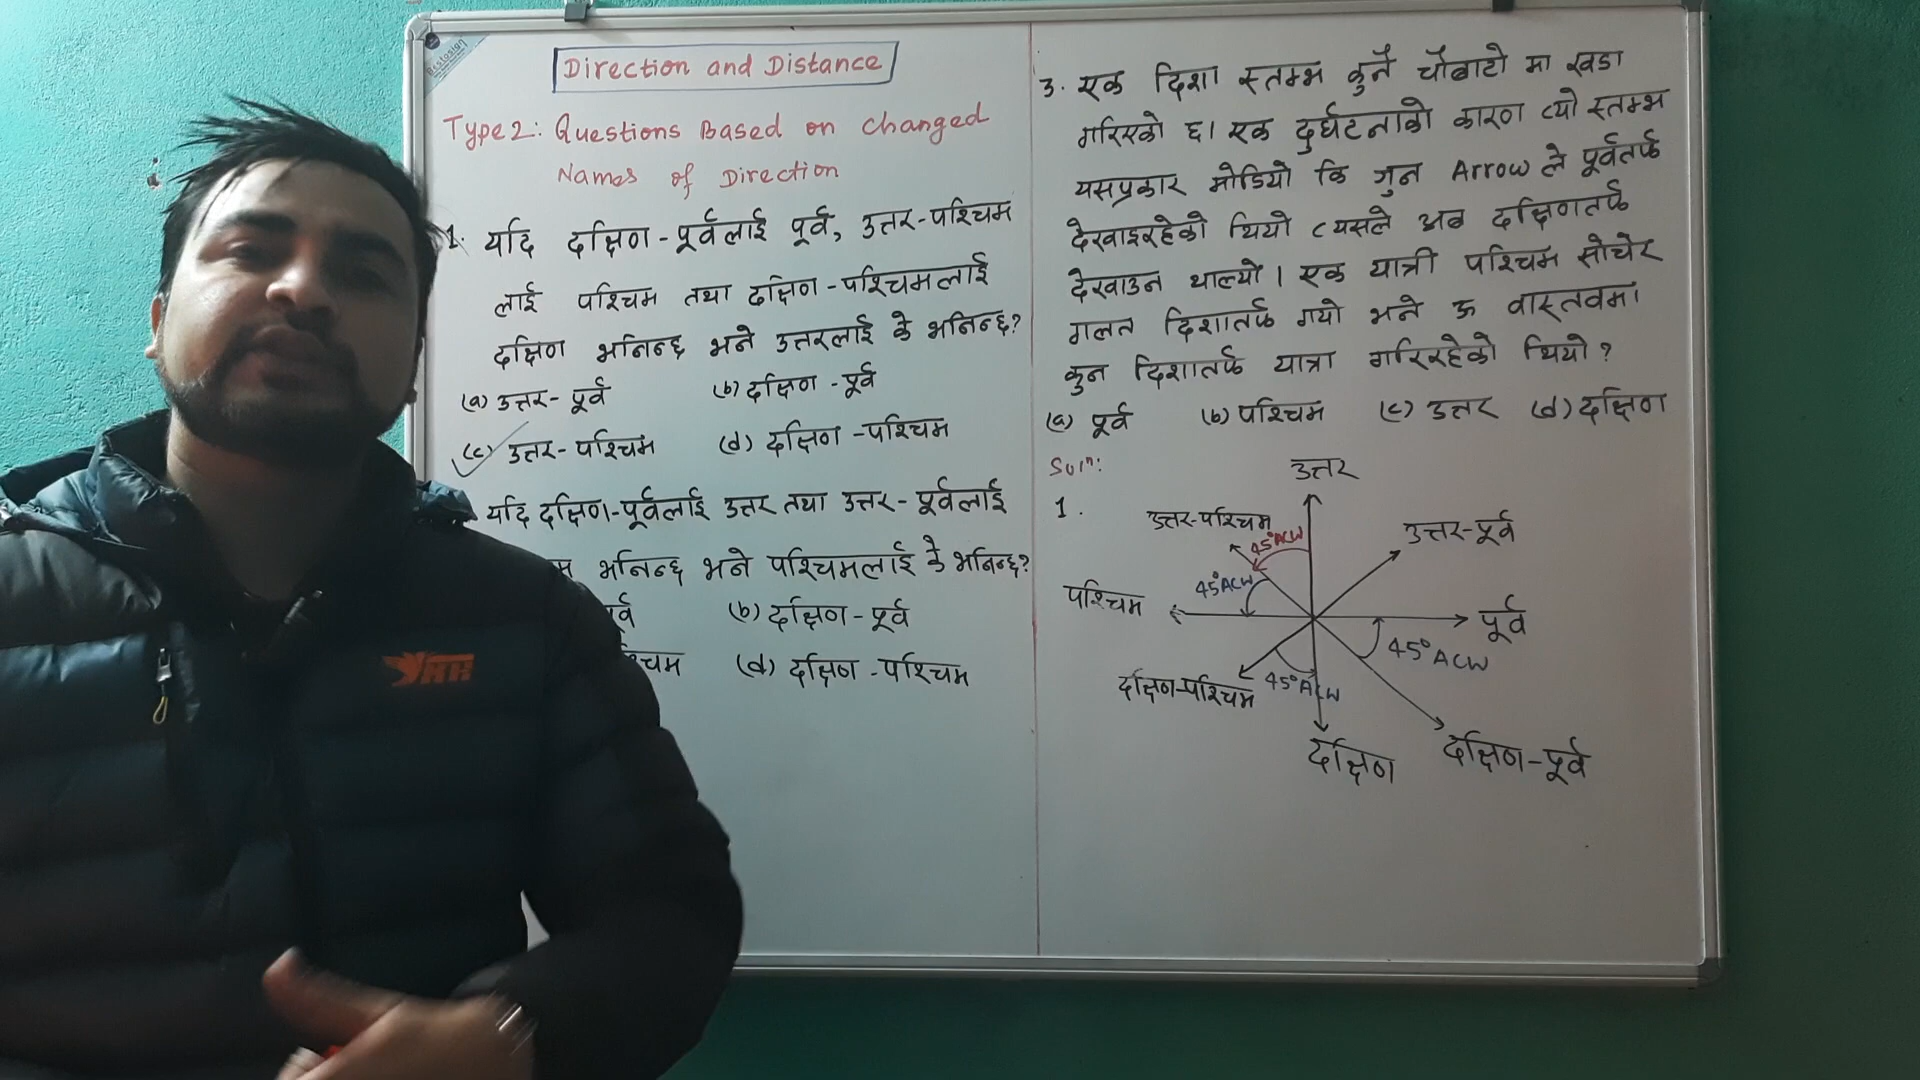 Direction and Distance
Type 2: Questions Based on changed
Names of Direction
1. यदि दक्षिण-पूर्वलाई पूर्व, उत्तर-पश्चिम
लाई पश्चिम तथा दक्षिण-पश्चिमलाई
दक्षिण भनिन्छ भने उत्तरलाई के भनिन्छ?
(a) उत्तर-पूर्व (b) दक्षिण-पूर्व
(c) उत्तर-पश्चिम (d) दक्षिण-पश्चिम
यदि दक्षिण-पूर्वलाई उत्तर तथा उत्तर-पूर्वलाई
भनिन्छ भने पश्चिमलाई के भनिन्छ?
(b) दक्षिण-पूर्व
(d) दक्षिण-पश्चिम
3. एक दिशा स्तम्भ कुनै चौबाटो मा खडा
गरिएको छ। एक दुर्घटनाको कारण त्यो स्तम्भ
यसप्रकार मोडियो कि जुन Arrow ले पूर्वतर्फ
देखाइरहेको थियो त्यसले अब दक्षिणतर्फ
देखाउन थाल्यो। एक यात्री पश्चिम सोचेर
गलत दिशातर्फ गयो भने ऊ वास्तवमा
कुन दिशातर्फ यात्रा गरिरहेको थियो?
(a) पूर्व (b) पश्चिम (c) उत्तर (d) दक्षिण
Solⁿ:
1.
उत्तर
उत्तर-पश्चिम
45°ACW
उत्तर-पूर्व
पश्चिम
45°ACW
पूर्व
45°ACW
दक्षिण-पश्चिम
45°ACW
दक्षिण
दक्षिण-पूर्व